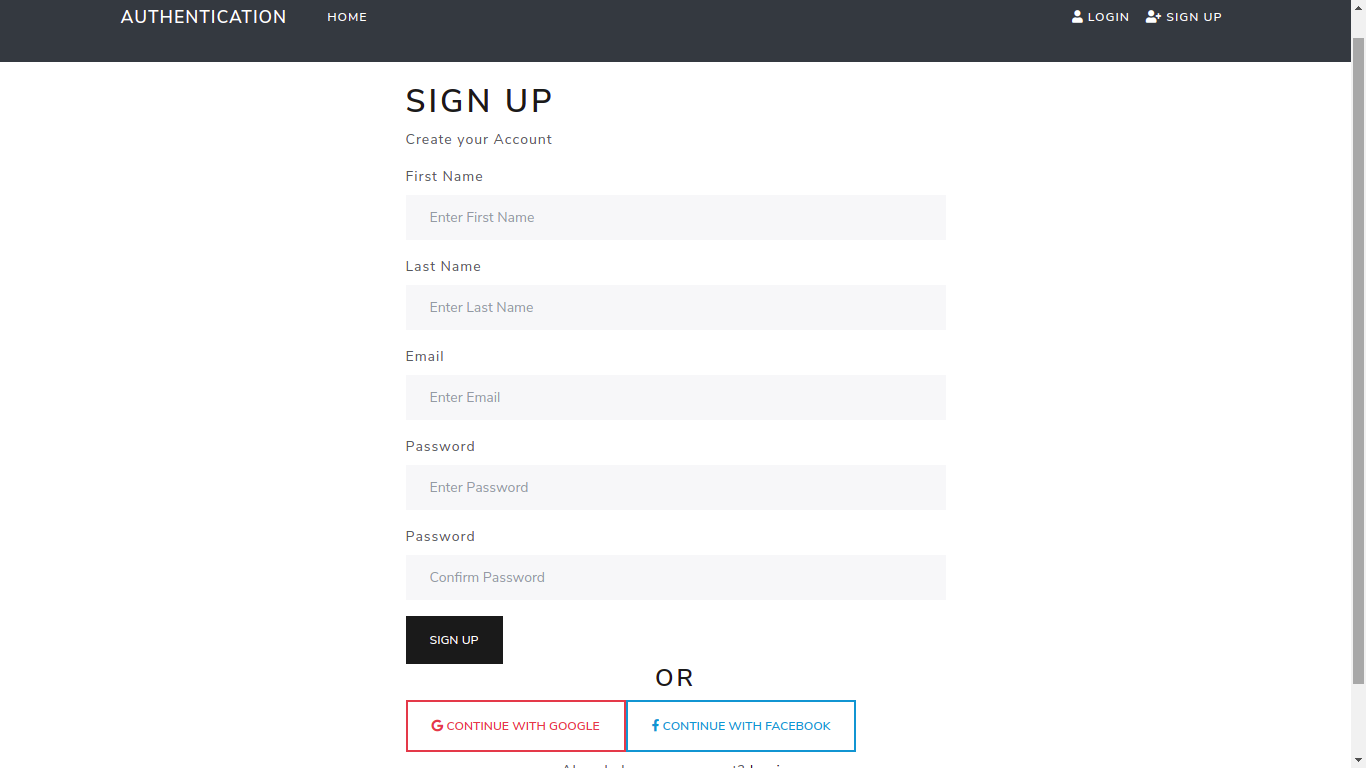 AUTHENTICATION HOME LOGIN SIGN UP
SIGN UP
Create your Account
First Name
Enter First Name
Last Name
Enter Last Name
Email
Enter Email
Password
Enter Password
Password
Confirm Password
SIGN UP
OR
CONTINUE WITH GOOGLE CONTINUE WITH FACEBOOK